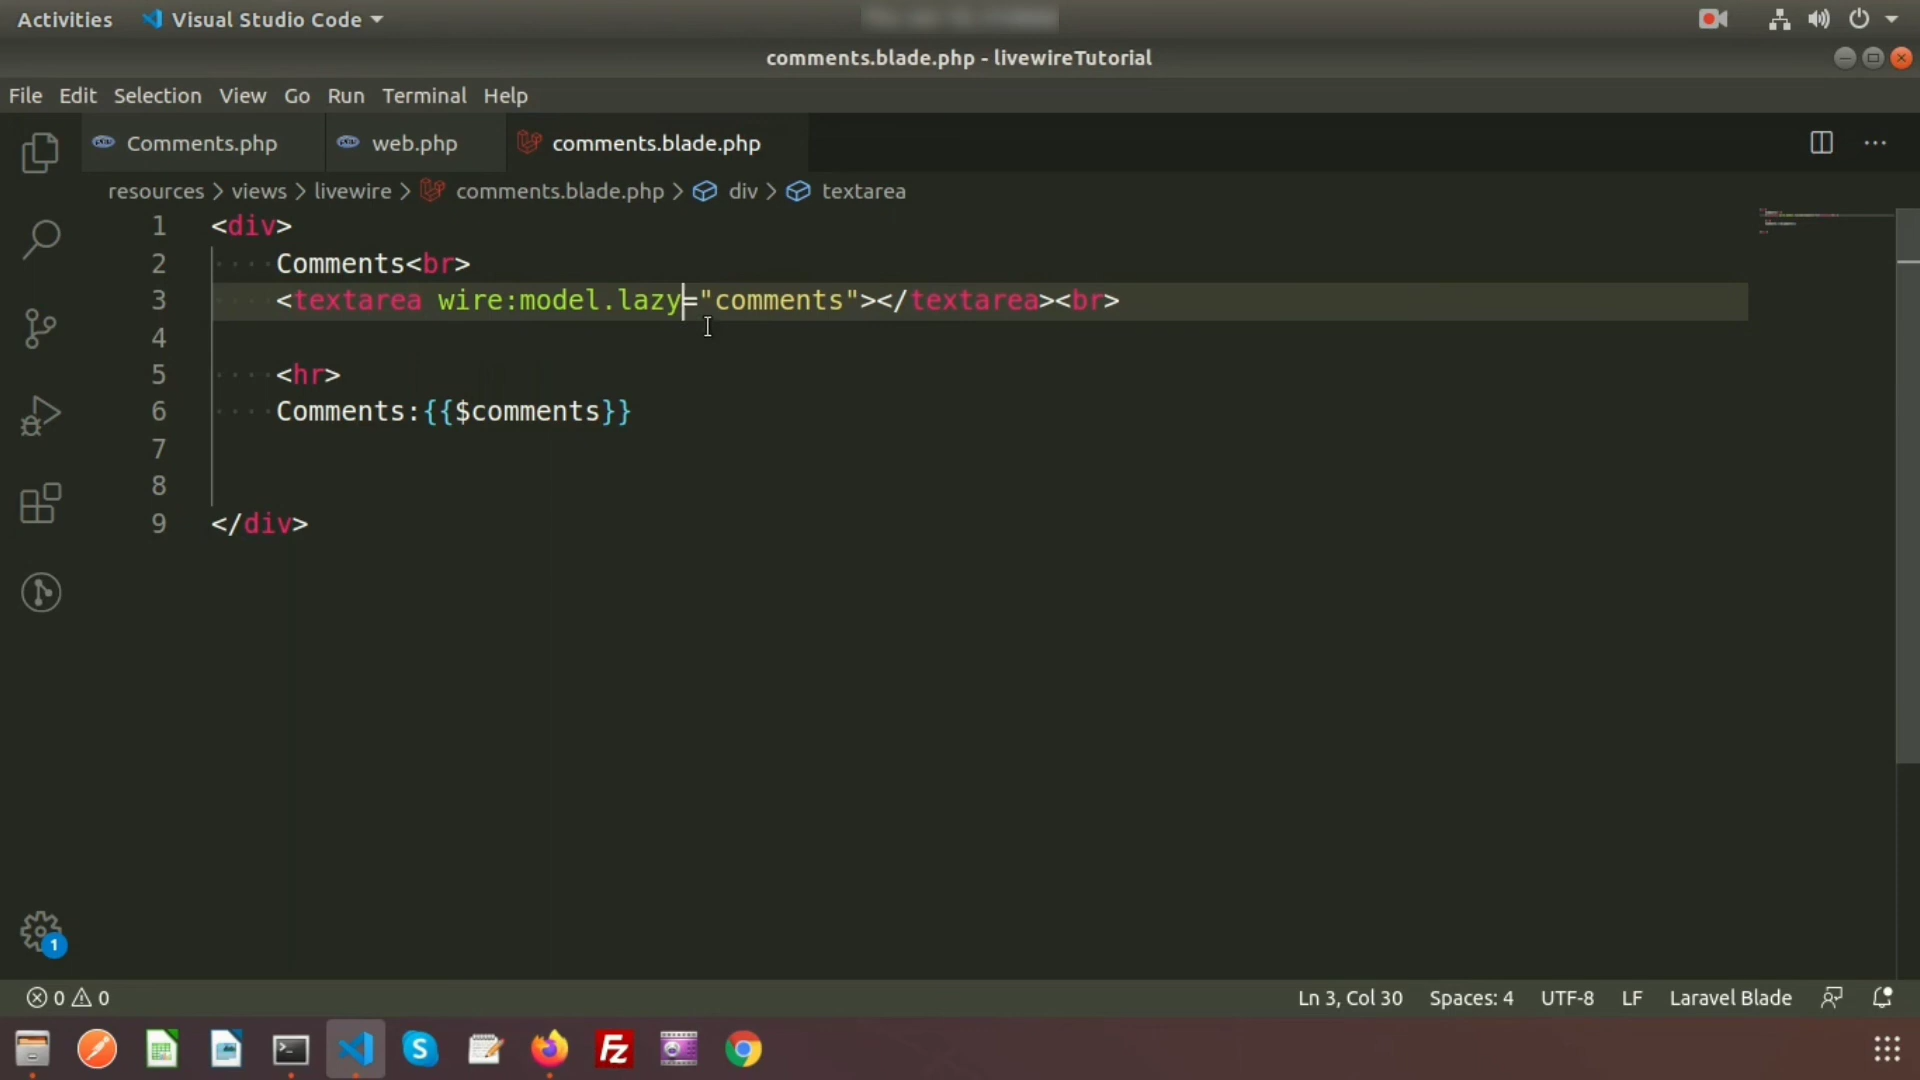 Activities Visual Studio Code
comments.blade.php - livewireTutorial
File Edit Selection View Go Run Terminal Help
Comments.php web.php comments.blade.php
resources > views > livewire > comments.blade.php > div > textarea
1 <div>
2 Comments<br>
3 <textarea wire:model.lazy="comments"></textarea><br>
4
5 <hr>
6 Comments:{{$comments}}
7
8
9 </div>
1
0 0 Ln 3, Col 30 Spaces: 4 UTF-8 LF Laravel Blade
S Fz